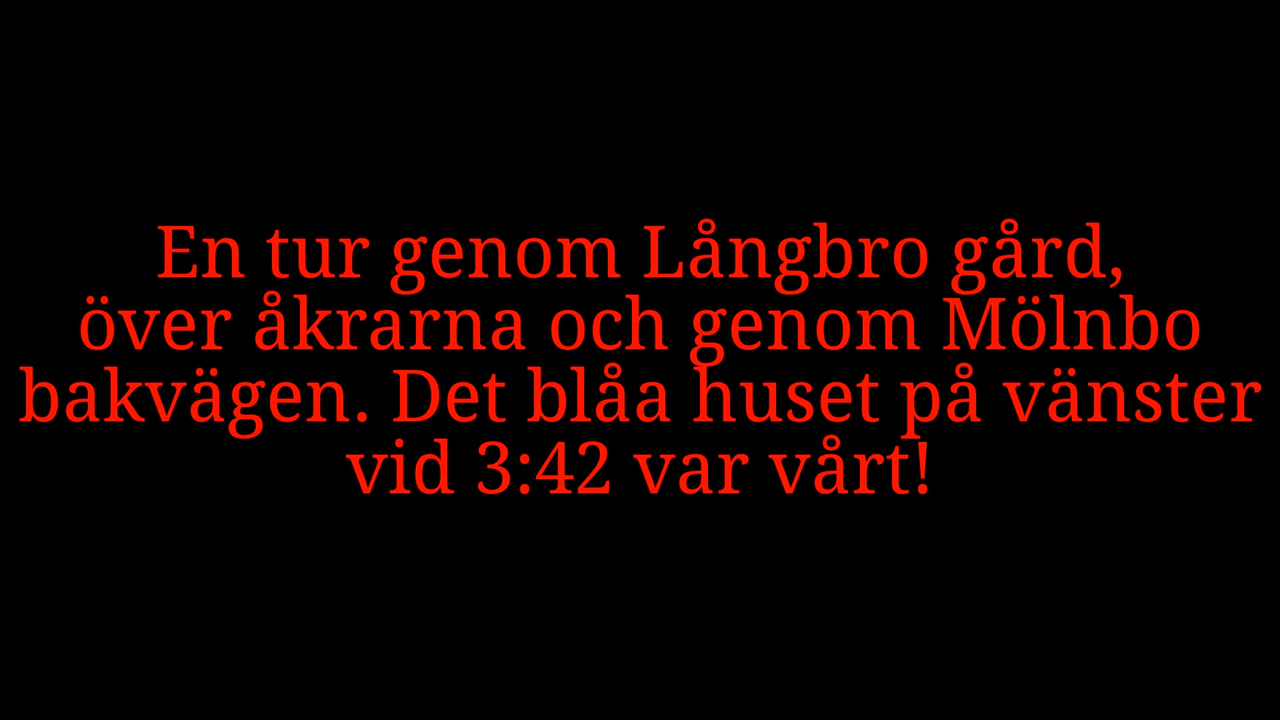 En tur genom Långbro gård,
över åkrarna och genom Mölnbo
bakvägen. Det blåa huset på vänster
vid 3:42 var vårt!